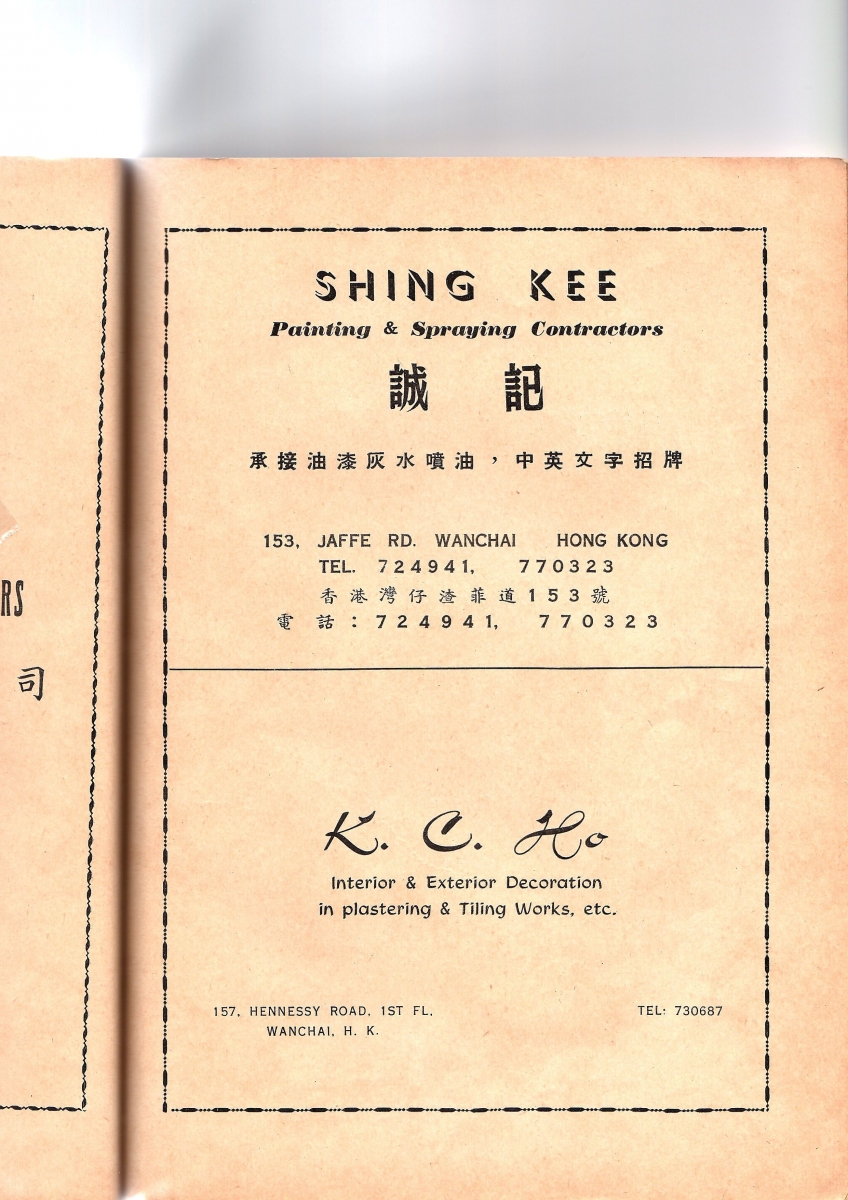 RS
司
SHING KEE
Painting & Spraying Contractors
誠 記
承接油漆灰水噴油，中英文字招牌
153, JAFFE RD. WANCHAI HONG KONG
TEL. 724941, 770323
香港灣仔渣菲道153號
電話：724941, 770323
K. C. Ho
Interior & Exterior Decoration
in plastering & Tiling Works, etc.
157, HENNESSY ROAD, 1ST FL,
WANCHAI, H. K.
TEL: 730687